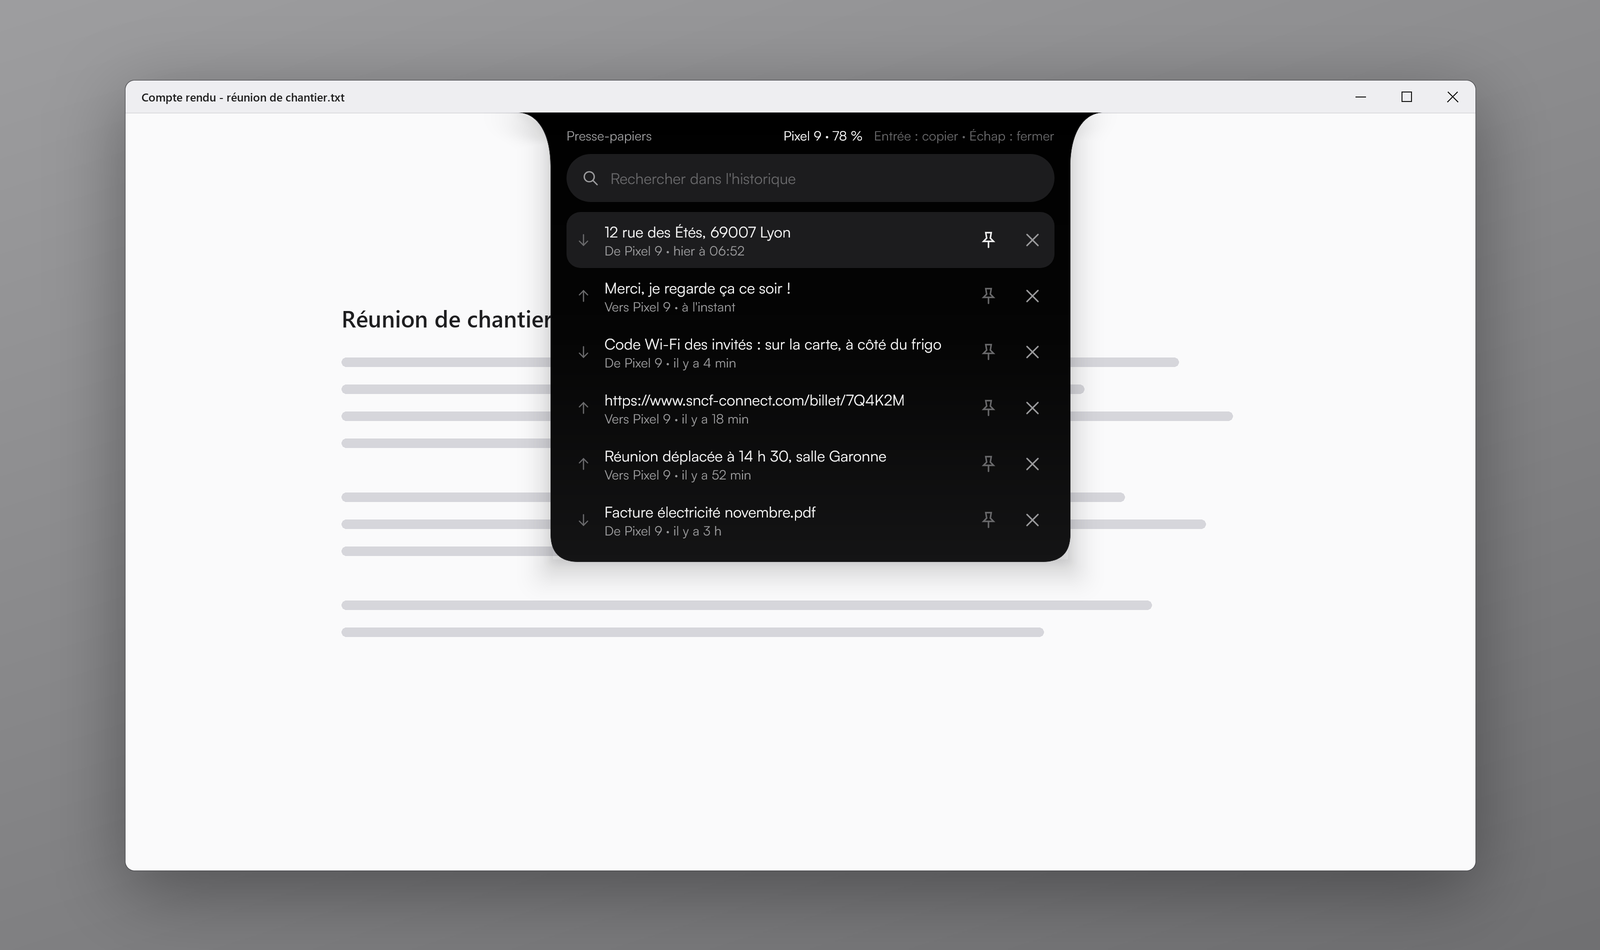 Compte rendu - réunion de chantier.txt
Presse-papiers
Pixel 9 · 78 %
Entrée : copier · Échap : fermer
Rechercher dans l'historique
12 rue des Étés, 69007 Lyon
De Pixel 9 · hier à 06:52
Merci, je regarde ça ce soir !
Vers Pixel 9 · à l'instant
Code Wi-Fi des invités : sur la carte, à côté du frigo
De Pixel 9 · il y a 4 min
https://www.sncf-connect.com/billet/7Q4K2M
Vers Pixel 9 · il y a 18 min
Réunion déplacée à 14 h 30, salle Garonne
Vers Pixel 9 · il y a 52 min
Facture électricité novembre.pdf
De Pixel 9 · il y a 3 h
Réunion de chantier